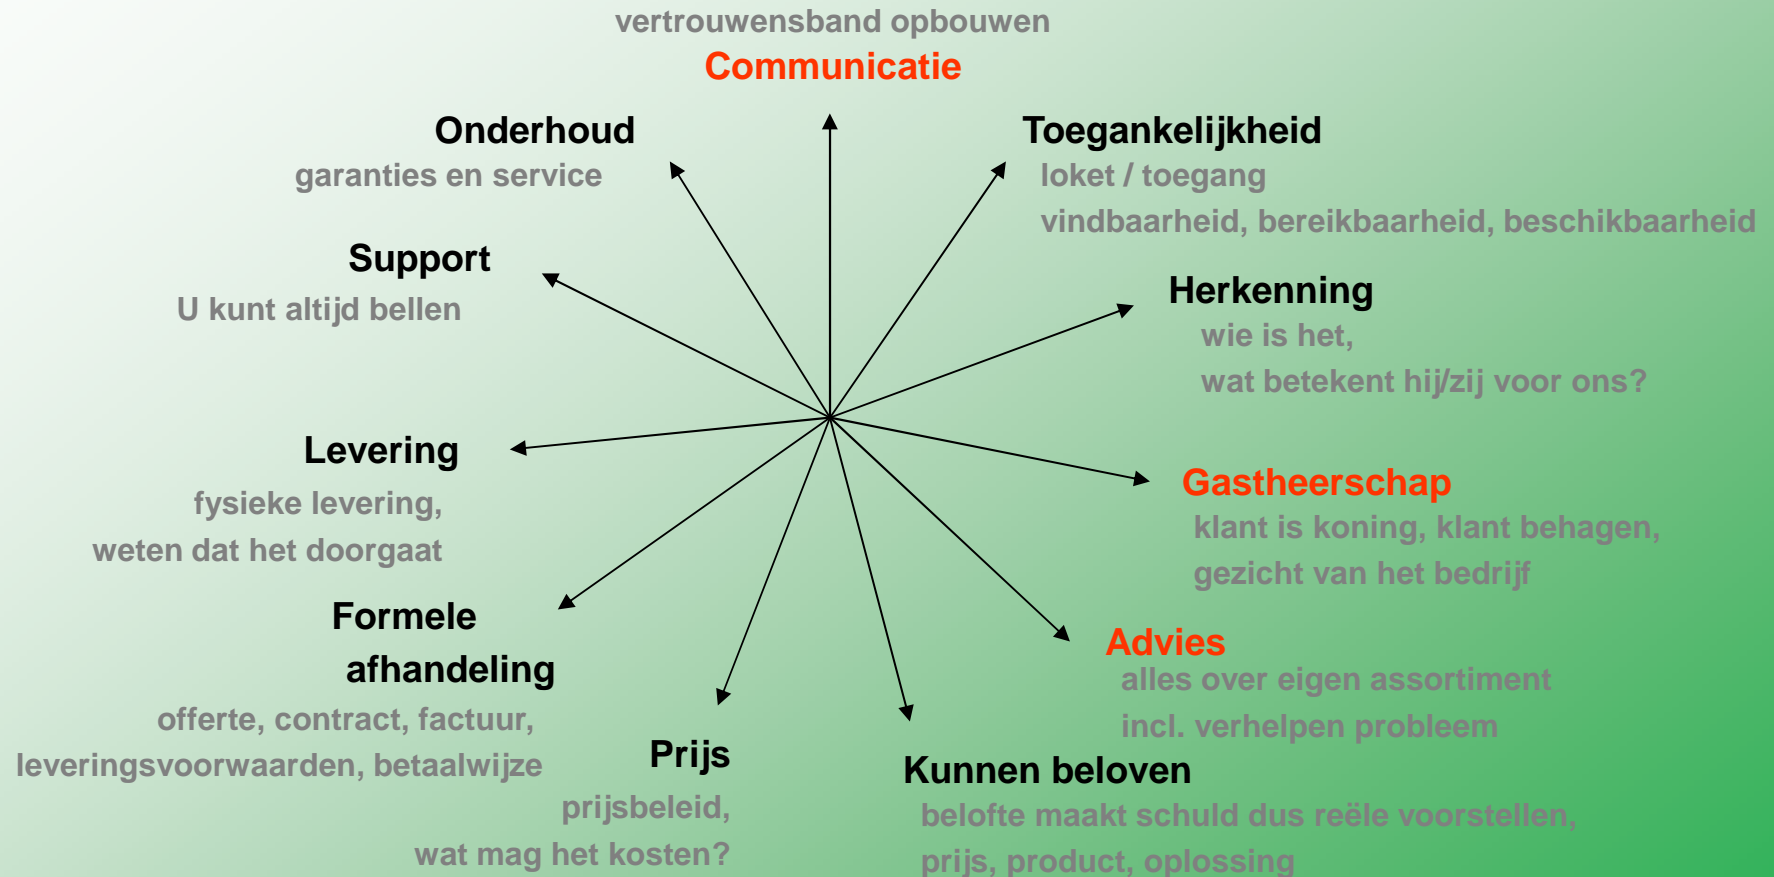 vertrouwensband opbouwen
Communicatie
Toegankelijkheid
loket / toegang
vindbaarheid, bereikbaarheid, beschikbaarheid
Herkenning
wie is het,
wat betekent hij/zij voor ons?
Gastheerschap
klant is koning, klant behagen,
gezicht van het bedrijf
Advies
alles over eigen assortiment
incl. verhelpen probleem
Kunnen beloven
belofte maakt schuld dus reële voorstellen,
prijs, product, oplossing
Prijs
prijsbeleid,
wat mag het kosten?
Formele
afhandeling
offerte, contract, factuur,
leveringsvoorwaarden, betaalwijze
Levering
fysieke levering,
weten dat het doorgaat
Support
U kunt altijd bellen
Onderhoud
garanties en service